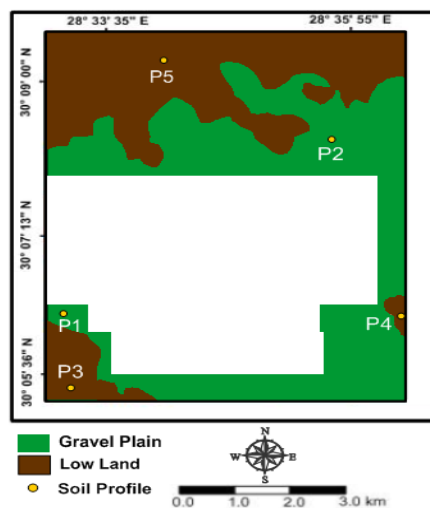 28° 33' 35" E
28° 35' 55" E
30° 09' 00" N
30° 07' 13" N
30° 05' 36" N
P5
P2
P1
P4
P3
Gravel Plain
Low Land
Soil Profile
N
W
E
S
0.0 1.0 2.0 3.0 km